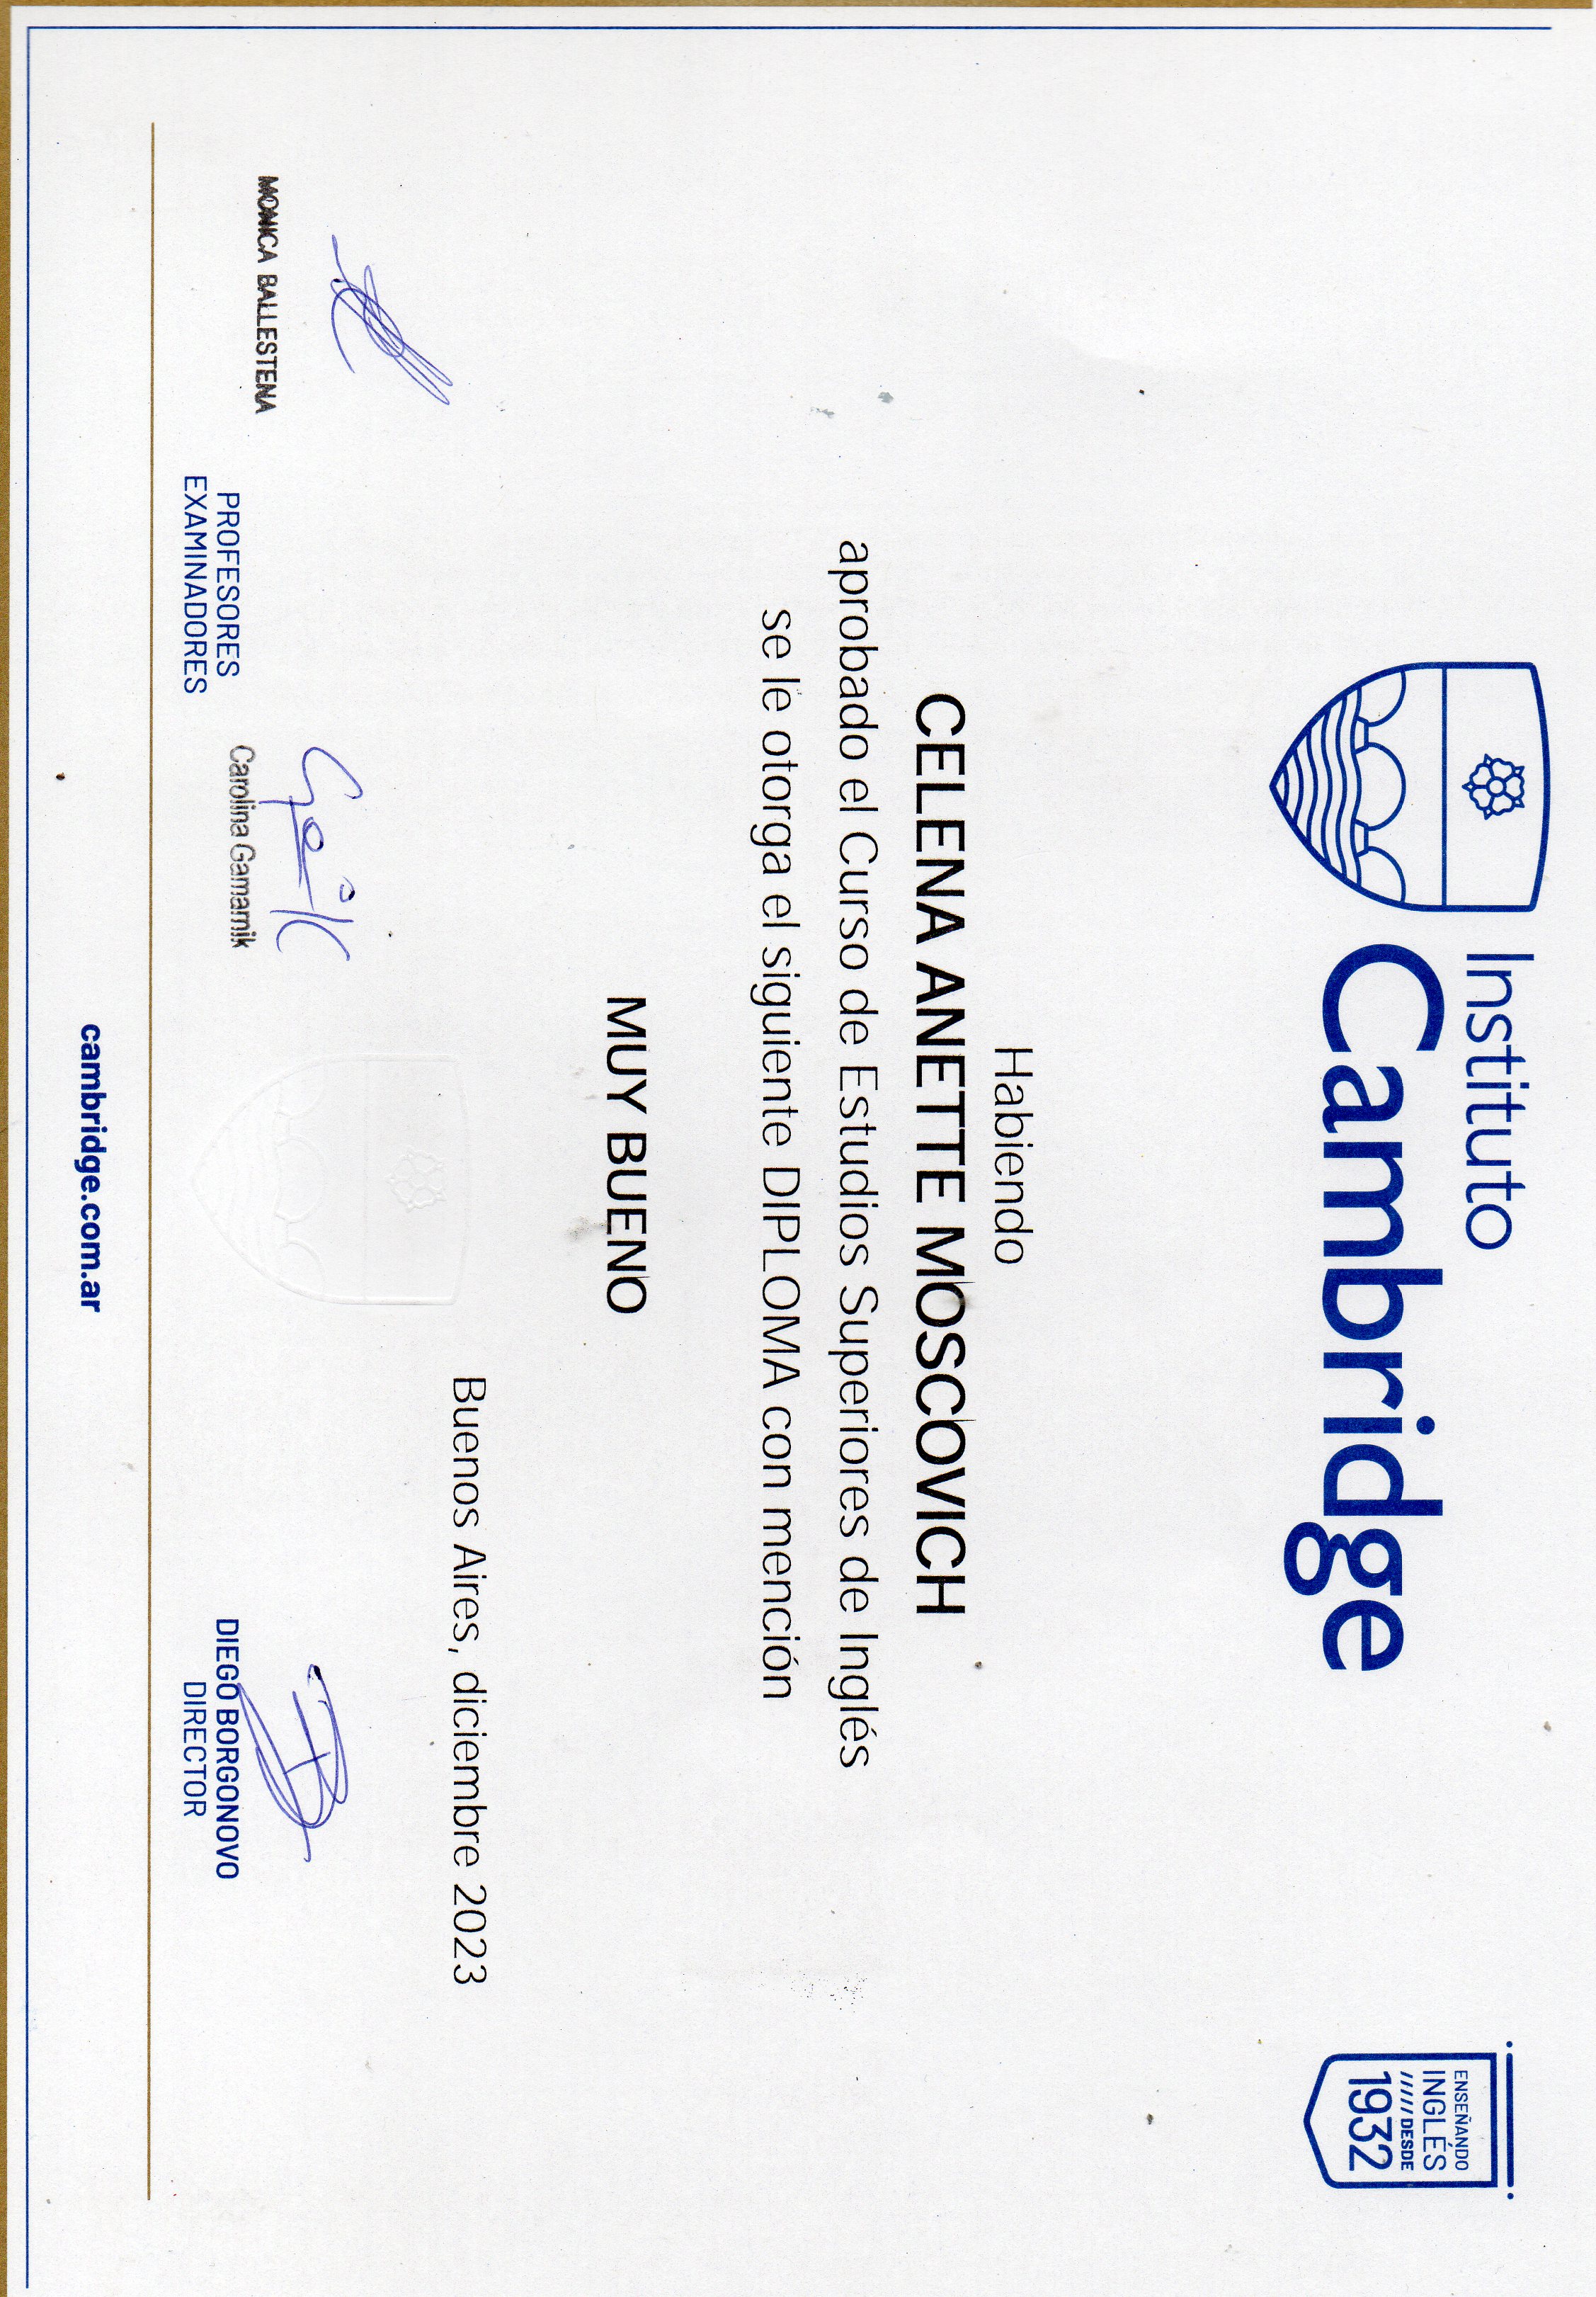 Instituto
Cambridge
ENSEÑANDO
INGLÉS
///// DESDE
1932
Habiendo
CELENA ANETTE MOSCOVICH
aprobado el Curso de Estudios Superiores de Inglés
se le otorga el siguiente DIPLOMA con mención
MUY BUENO
Buenos Aires, diciembre 2023
MONICA BALLESTENA
Carolina Gamarnik
PROFESORES
EXAMINADORES
DIEGO BORGONOVO
DIRECTOR
cambridge.com.ar